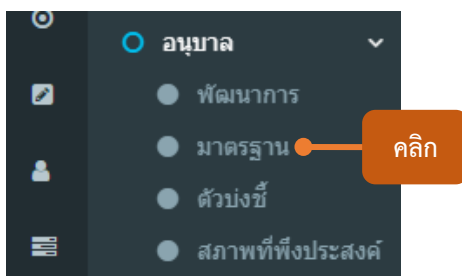 อนุบาล
พัฒนาการ
มาตรฐาน
คลิก
ตัวบ่งชี้
สภาพที่พึงประสงค์